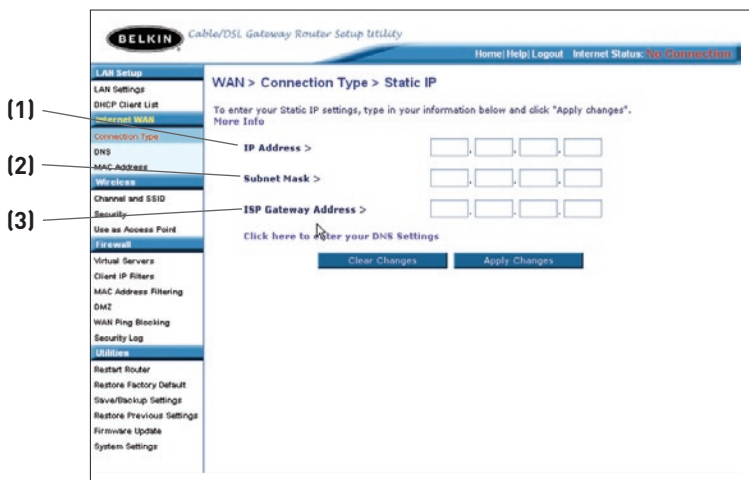 BELKIN
Cable/DSL Gateway Router Setup Utility
Home|Help|Logout Internet Status: No Connection
LAN Setup
LAN Settings
DHCP Client List
Internet WAN
Connection Type
DNS
MAC Address
Wireless
Channel and SSID
Security
Use as Access Point
Firewall
Virtual Servers
Client IP Filters
MAC Address Filtering
DMZ
WAN Ping Blocking
Security Log
Utilities
Restart Router
Restore Factory Default
Save/Backup Settings
Restore Previous Settings
Firmware Update
System Settings
(1)
(2)
(3)
WAN > Connection Type > Static IP
To enter your Static IP settings, type in your information below and click "Apply changes".
More Info
IP Address >
. . .
Subnet Mask >
. . .
ISP Gateway Address >
. . .
Click here to enter your DNS Settings
Clear Changes
Apply Changes